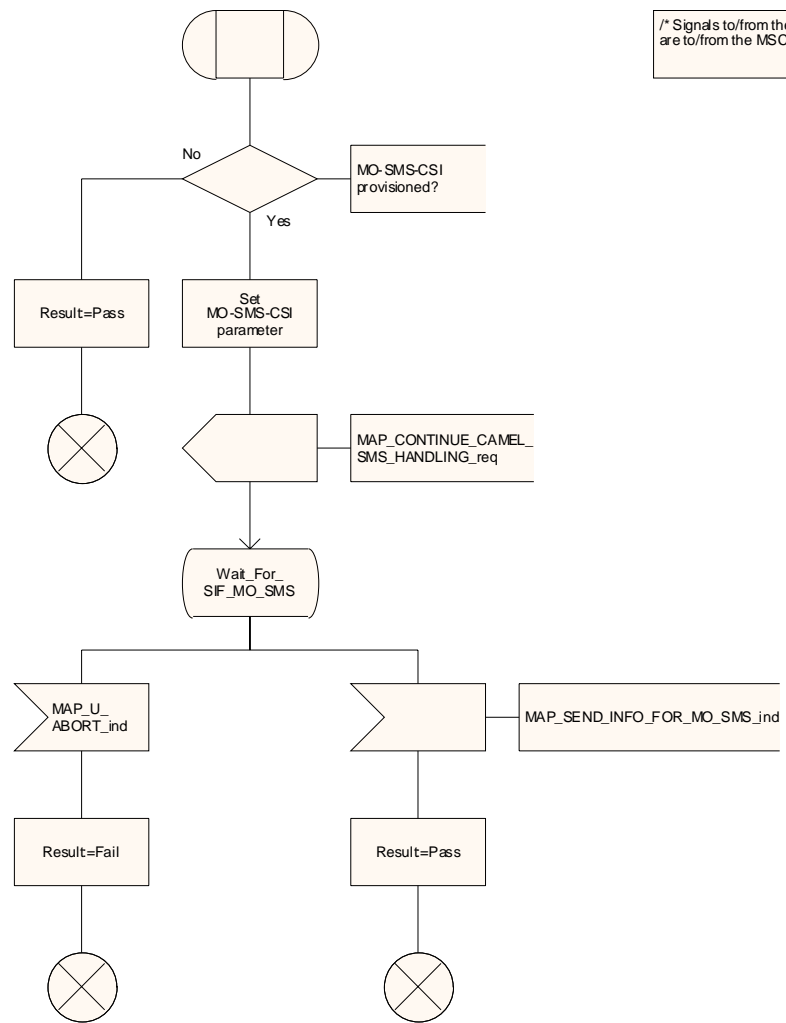 /* Signals to/from the
are to/from the MSC
No
MO-SMS-CSI
provisioned?
Yes
Result=Pass
Set
MO-SMS-CSI
parameter
MAP_CONTINUE_CAMEL_
SMS_HANDLING_req
Wait_For_
SIF_MO_SMS
MAP_U_
ABORT_ind
MAP_SEND_INFO_FOR_MO_SMS_ind
Result=Fail
Result=Pass